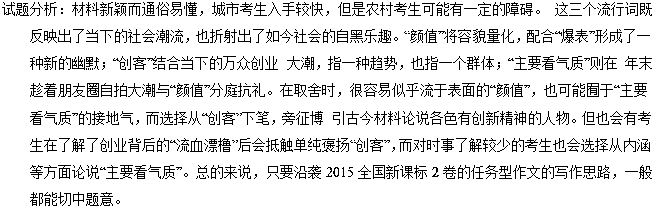 试题分析：材料新颖而通俗易懂，城市考生入手较快，但是农村考生可能有一定的障碍。 这三个流行词既
反映出了当下的社会潮流，也折射出了如今社会的自黑乐趣。“颜值”将容貌量化，配合“爆表”形成了一
种新的幽默；“创客”结合当下的万众创业 大潮，指一种趋势，也指一个群体；“主要看气质”则在 年末
趁着朋友圈自拍大潮与“颜值”分庭抗礼。在取舍时，很容易似乎流于表面的“颜值”，也可能囿于“主要
看气质”的接地气，而选择从“创客”下笔，旁征博 引古今材料论说各色有创新精神的人物。但也会有考
生在了解了创业背后的“流血漂橹”后会抵触单纯褒扬“创客”，而对时事了解较少的考生也会选择从内涵
等方面论说“主要看气质”。总的来说，只要沿袭 2015 全国新课标 2 卷的任务型作文的写作思路，一般
都能切中题意。